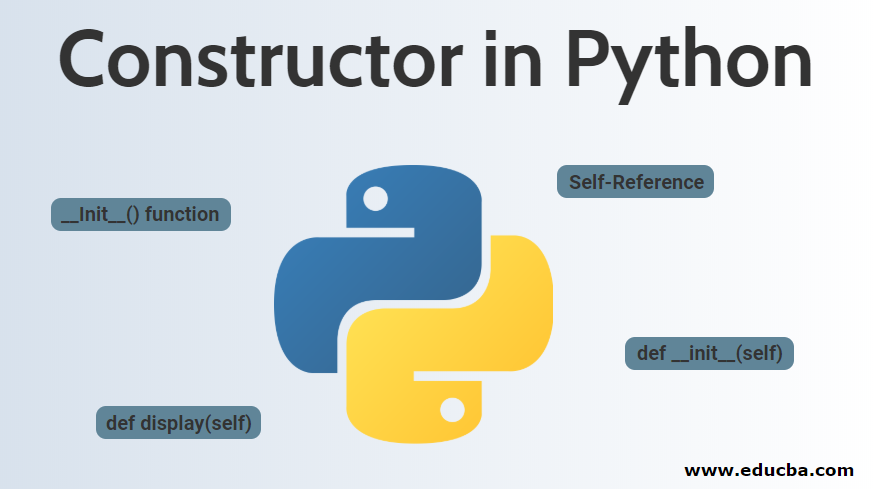 Constructor in Python
Self-Reference
__Init__() function
def __init__(self)
def display(self)
www.educba.com